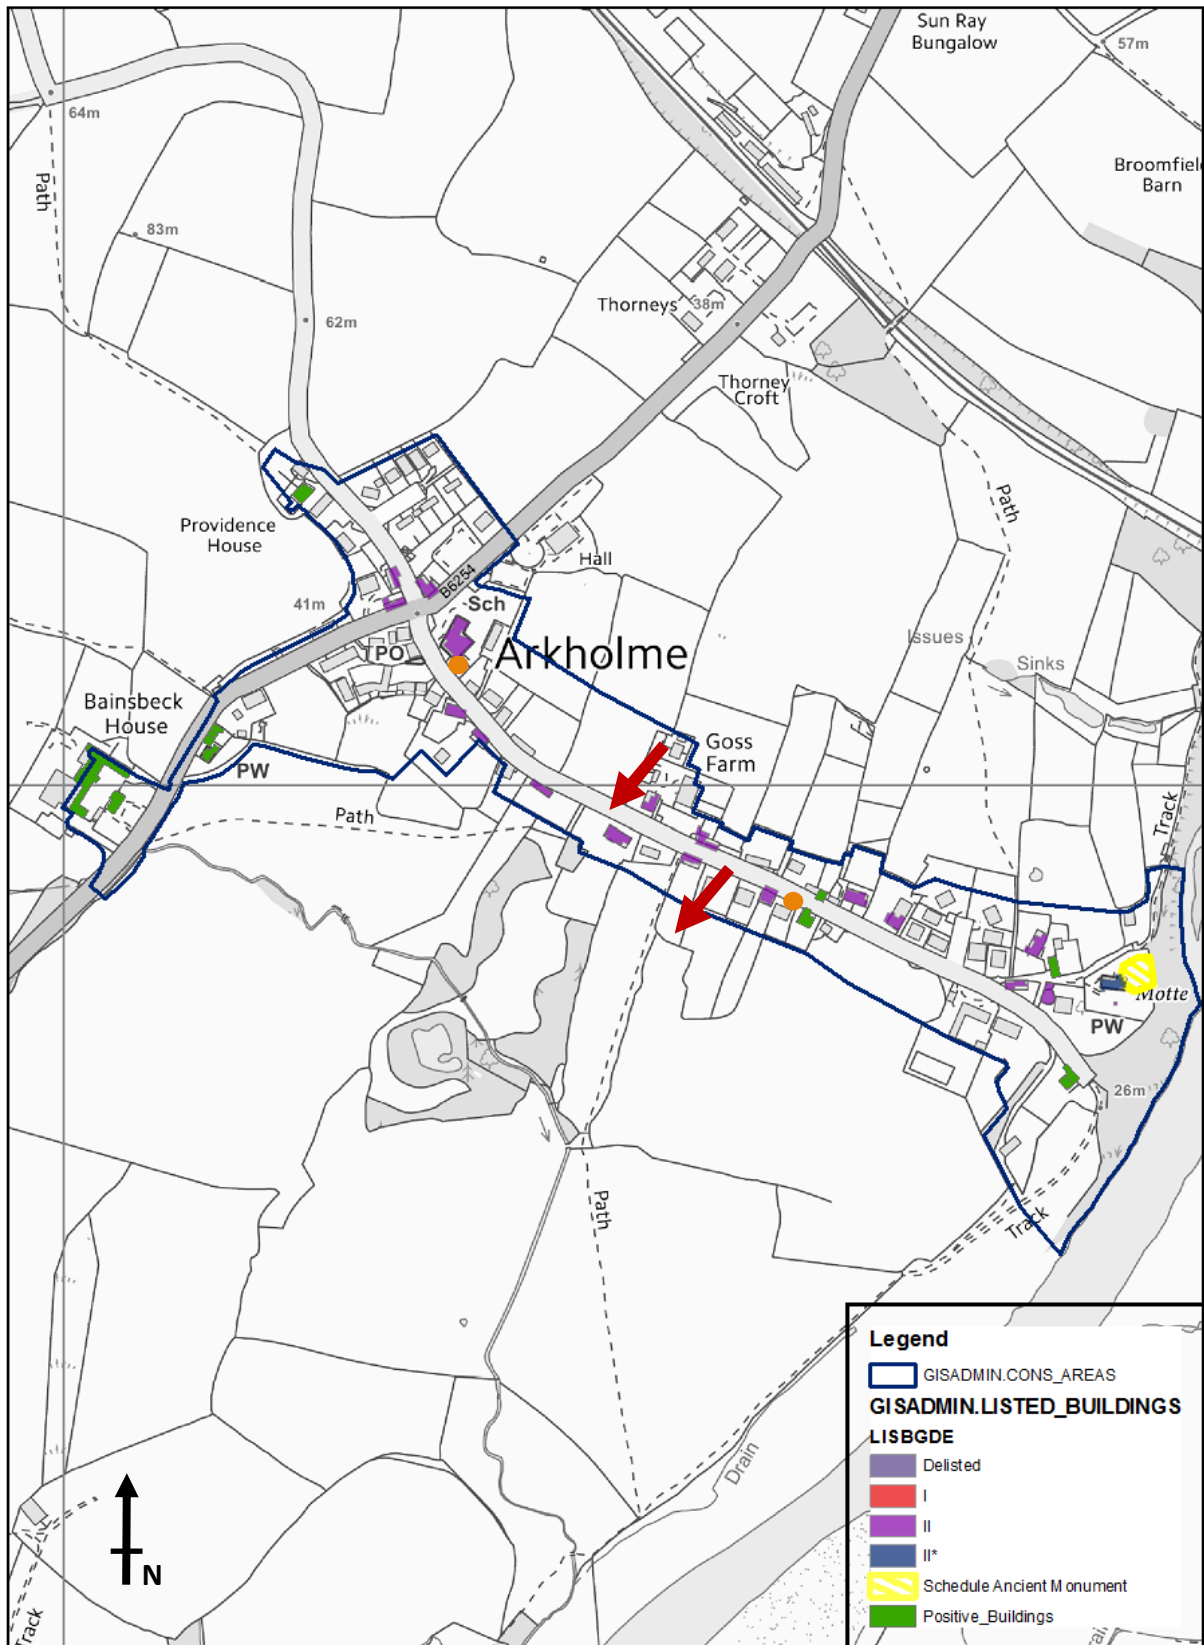 Sun Ray
Bungalow
57m
64m
Path
Broomfiel
Barn
83m
Thorneys
38m
62m
Thorney
Croft
Path
Providence
House
Hall
B6254
41m
Sch
TPO
Arkholme
Issues
Sinks
Bainsbeck
House
Goss
Farm
PW
Path
Track
Motte
PW
26m
Path
Track
Drain
Track
N
Legend
GISADMIN.CONS_AREAS
GISADMIN.LISTED_BUILDINGS
LISBGDE
Delisted
I
II
II*
Schedule Ancient Monument
Positive_Buildings